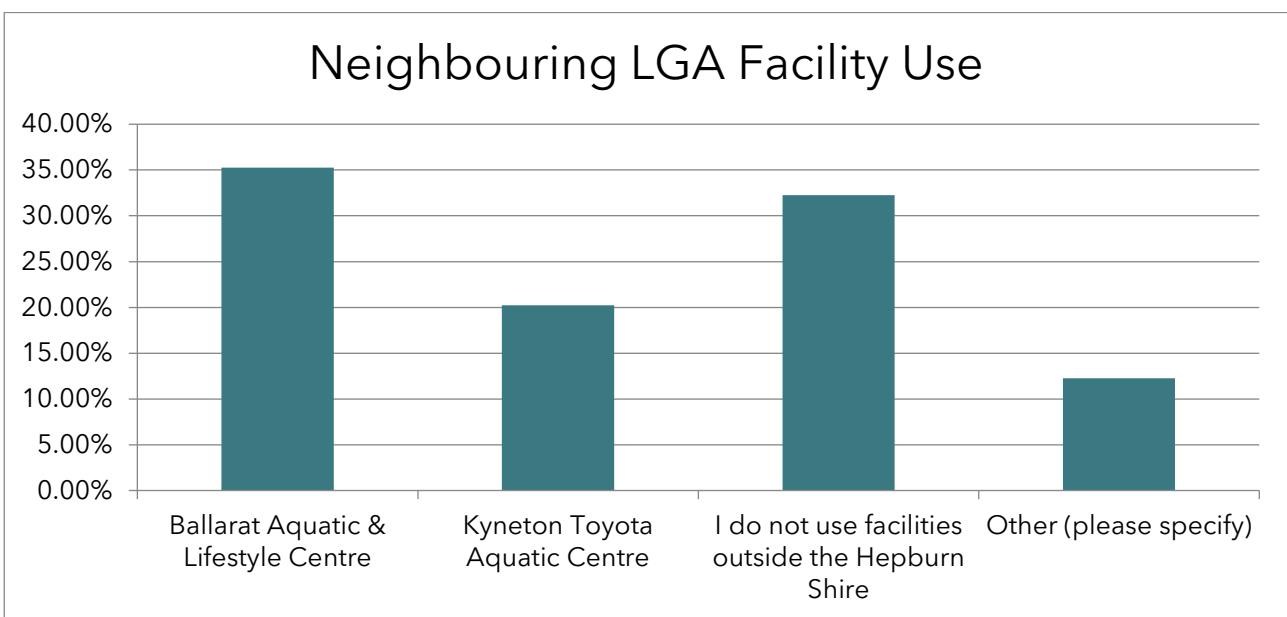 Neighbouring LGA Facility Use
40.00%
35.00%
30.00%
25.00%
20.00%
15.00%
10.00%
5.00%
0.00%
Ballarat Aquatic &
Lifestyle Centre
Kyneton Toyota
Aquatic Centre
I do not use facilities
outside the Hepburn
Shire
Other (please specify)